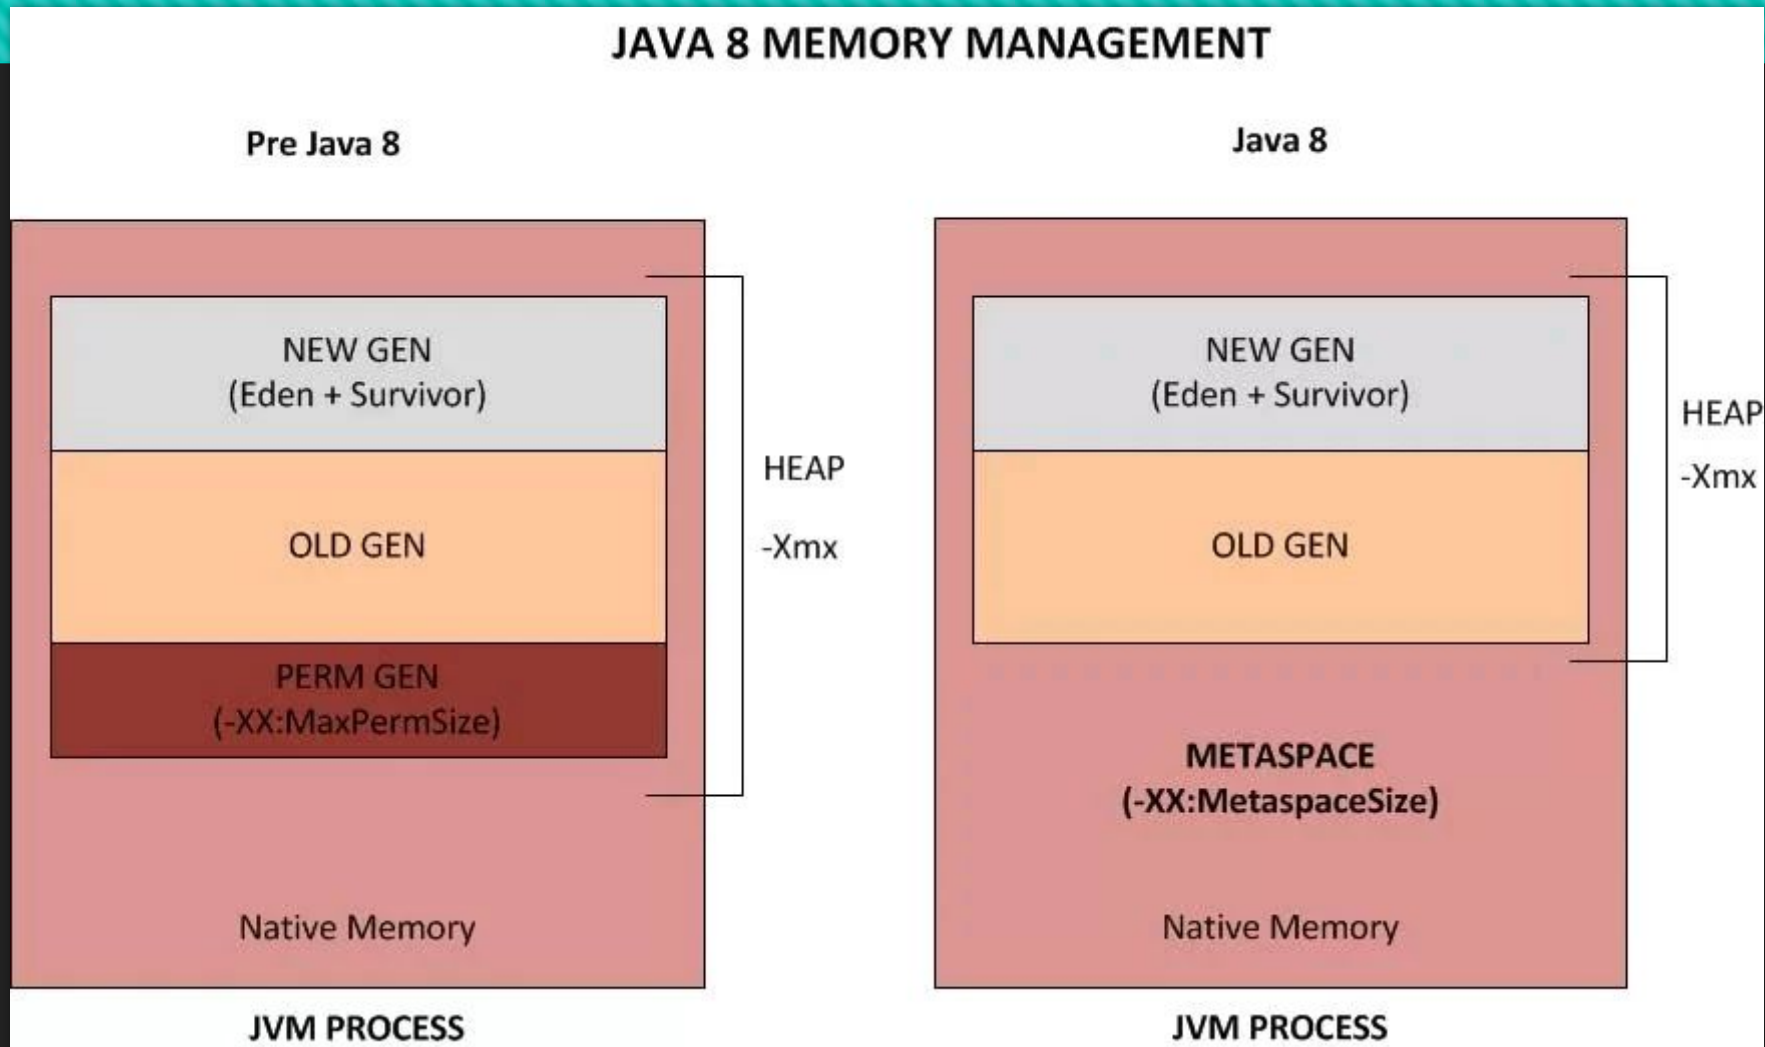 JAVA 8 MEMORY MANAGEMENT
Pre Java 8
NEW GEN
(Eden + Survivor)
OLD GEN
PERM GEN
(-XX:MaxPermSize)
HEAP
-Xmx
Native Memory
JVM PROCESS
Java 8
NEW GEN
(Eden + Survivor)
OLD GEN
HEAP
-Xmx
METASPACE
(-XX:MetaspaceSize)
Native Memory
JVM PROCESS